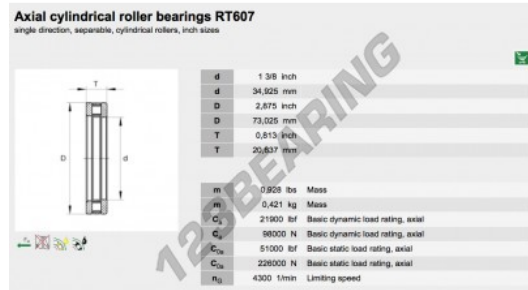 Axial cylindrical roller bearings RT607
single direction, separable, cylindrical rollers, inch sizes
T
D
d
d 1 3/8 inch
d 34,925 mm
D 2,875 inch
D 73,025 mm
T 0,813 inch
T 20,637 mm
m 0,928 lbs Mass
m 0,421 kg Mass
Ca 21900 lbf Basic dynamic load rating, axial
Ca 98000 N Basic dynamic load rating, axial
C0a 51000 lbf Basic static load rating, axial
C0a 226000 N Basic static load rating, axial
nG 4300 1/min Limiting speed
123BEARING